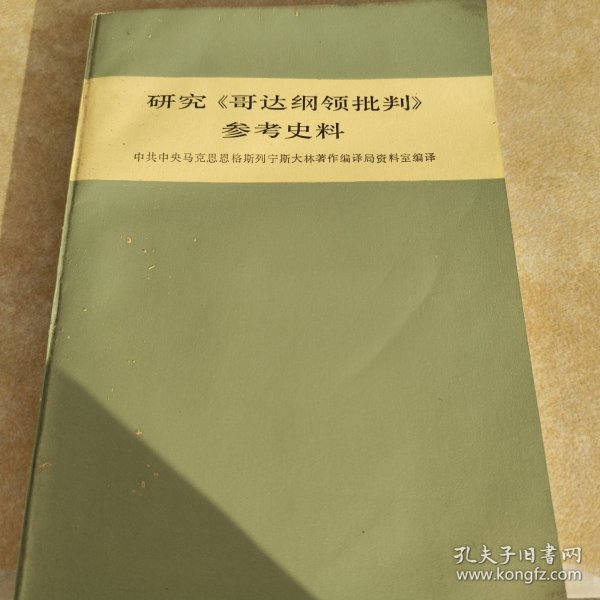 研究《哥达纲领批判》
参考史料
中共中央马克思恩格斯列宁斯大林著作编译局资料室编译
孔夫子旧书网
www.kongfz.com